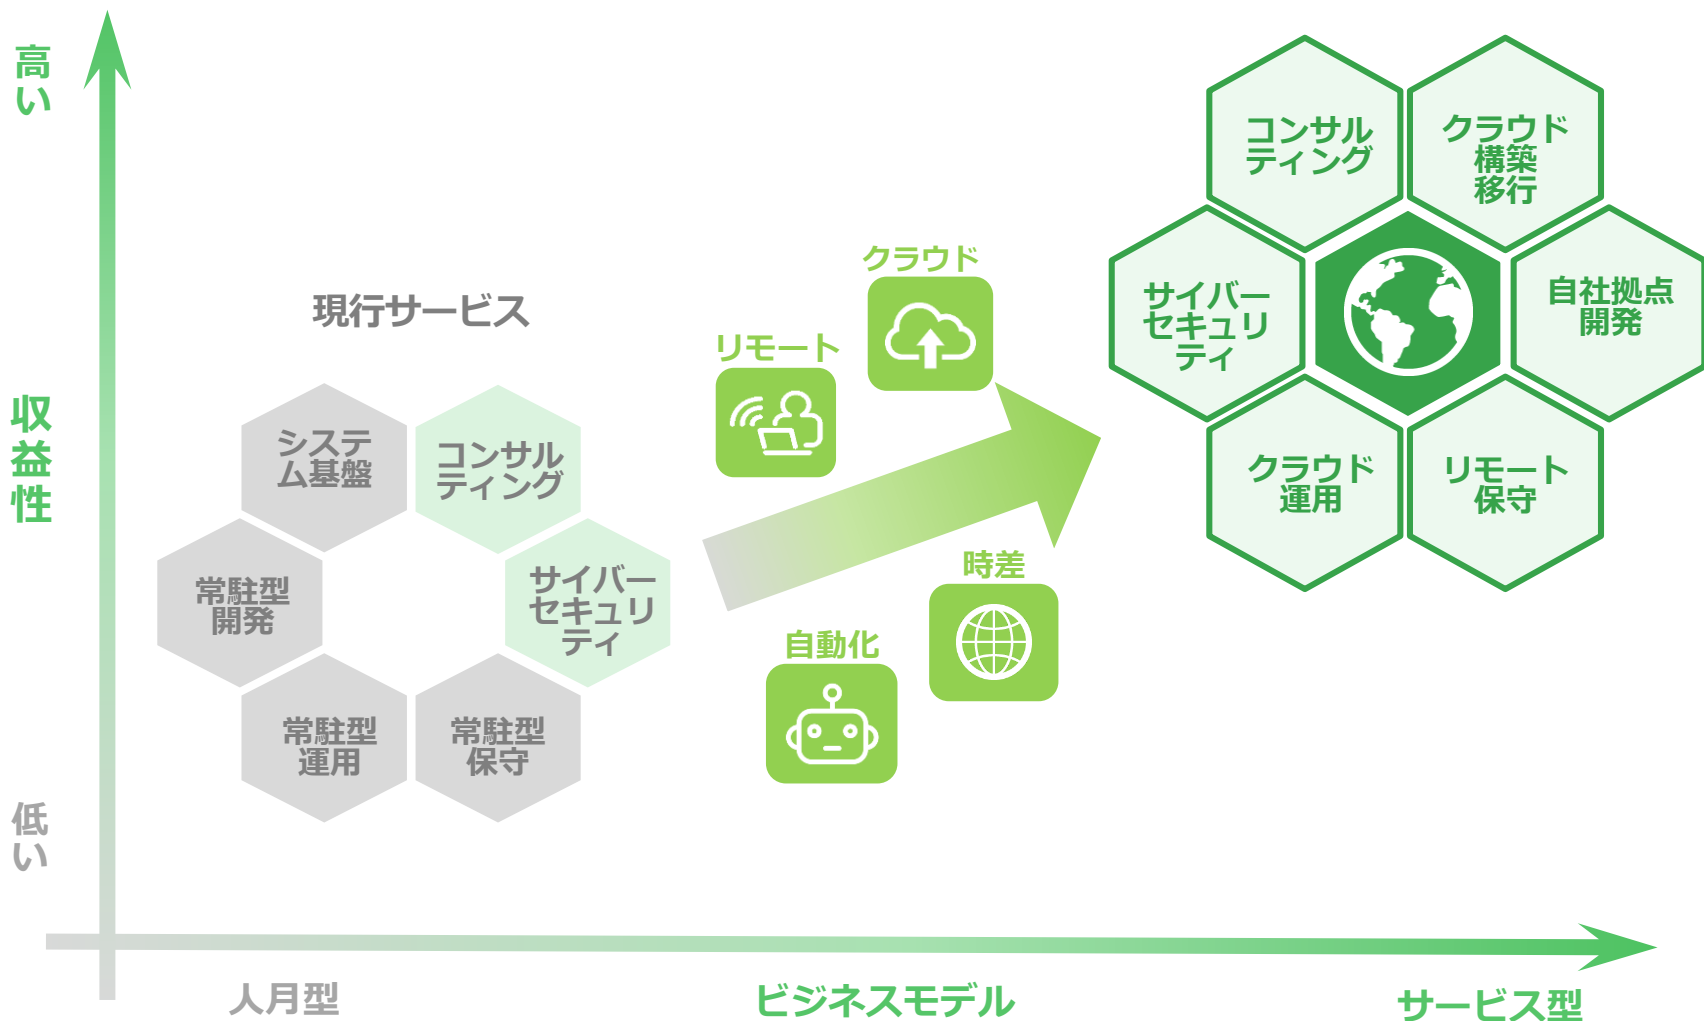 高
い
収
益
性
低
い
現行サービス
システ
ム基盤
コンサル
ティング
常駐型
開発
サイバー
セキュリ
ティ
常駐型
運用
常駐型
保守
クラウド
リモート
時差
自動化
コンサル
ティング
クラウド
構築
移行
サイバー
セキュリ
ティ
自社拠点
開発
クラウド
運用
リモート
保守
人月型
ビジネスモデル
サービス型